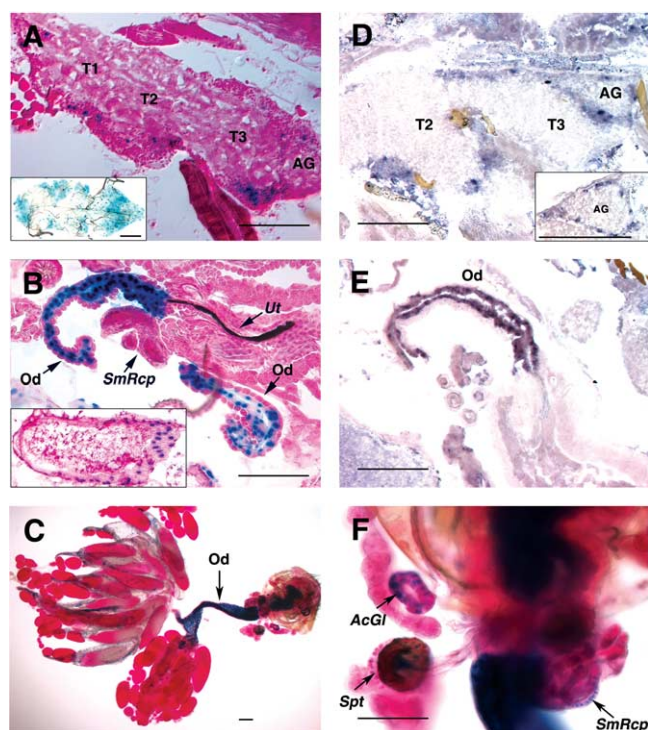 A
T1
T2
T3
AG
D
T2
T3
AG
AG
B
Ut
Od
SmRcp
Od
E
Od
C
Od
F
AcGl
Spt
SmRcp